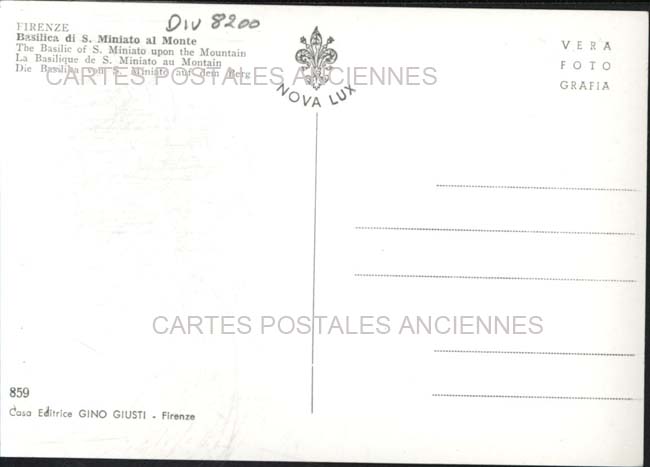 Div 8200
FIRENZE
Basilica di S. Miniato al Monte
The Basilic of S. Miniato upon the Mountain
La Basilique de S. Miniato au Montain
Die Basilika von S. Miniato auf dem Berg
CARTES POSTALES ANCIENNES
NOVA LUX
VERA
FOTO
GRAFIA
CARTES POSTALES ANCIENNES
859
Casa Editrice GINO GIUSTI - Firenze